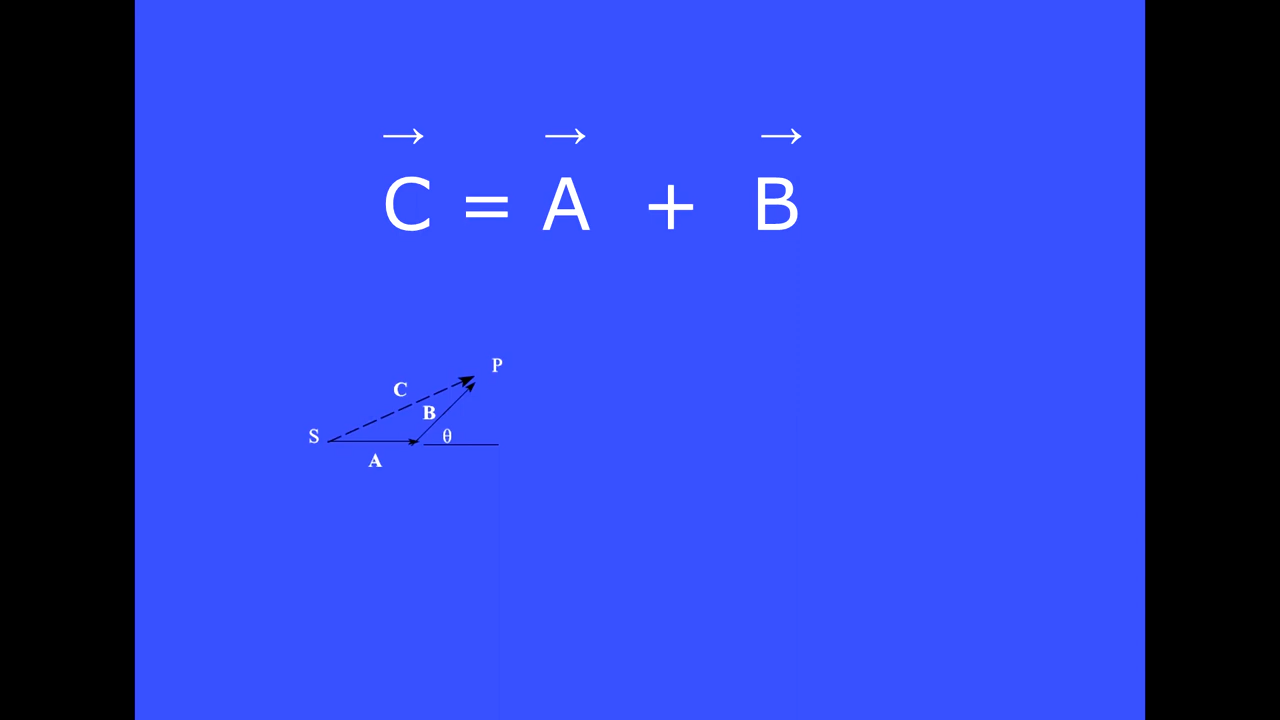 → → →
C = A + B
P
C
B
S θ
A